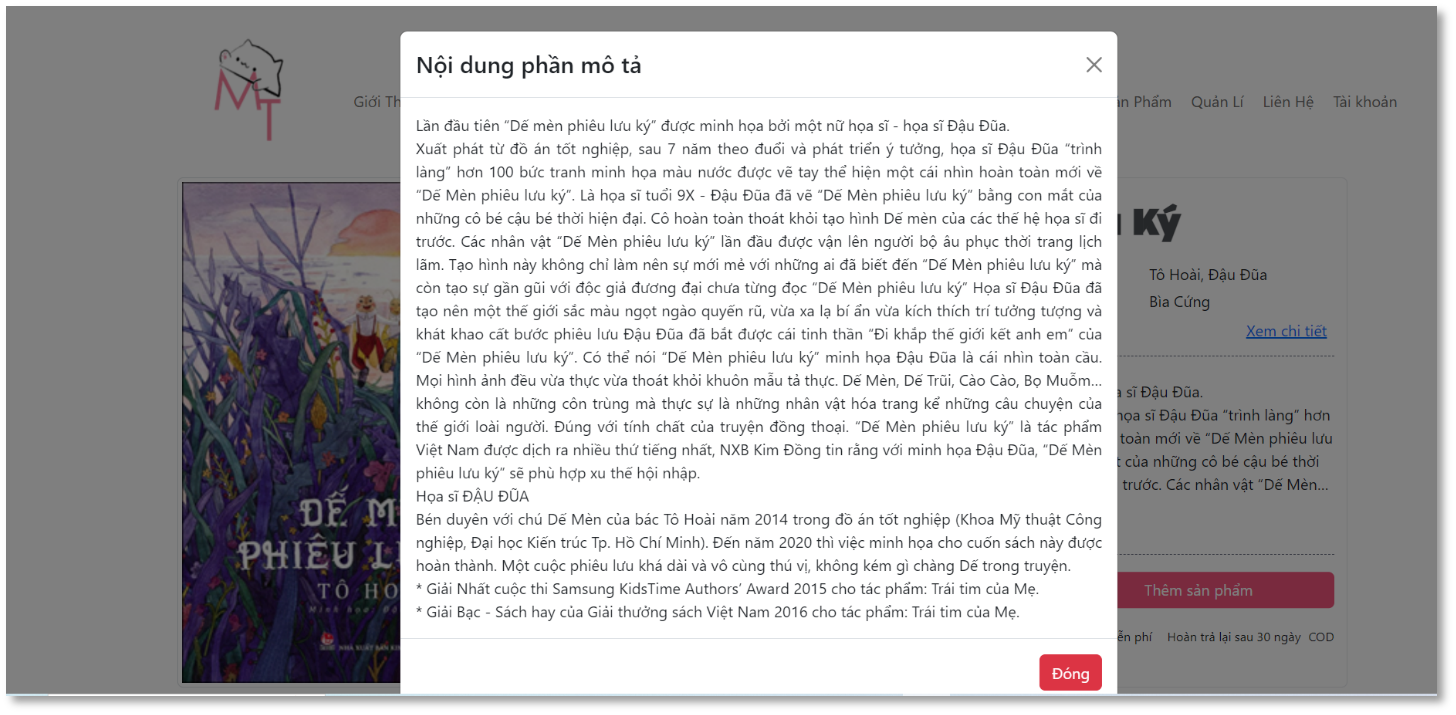 MT
Giới Th
n Phẩm Quản Lí Liên Hệ Tài khoản
Nội dung phần mô tả
Lần đầu tiên “Dế mèn phiêu lưu ký” được minh họa bởi một nữ họa sĩ - họa sĩ Đậu Đũa.
Xuất phát từ đồ án tốt nghiệp, sau 7 năm theo đuổi và phát triển ý tưởng, họa sĩ Đậu Đũa “trình
làng” hơn 100 bức tranh minh họa màu nước được vẽ tay thể hiện một cái nhìn hoàn toàn mới về
“Dế Mèn phiêu lưu ký”. Là họa sĩ tuổi 9X - Đậu Đũa đã vẽ “Dế Mèn phiêu lưu ký” bằng con mắt của
những cô bé cậu bé thời hiện đại. Cô hoàn toàn thoát khỏi tạo hình Dế mèn của các thế hệ họa sĩ đi
trước. Các nhân vật “Dế Mèn phiêu lưu ký” lần đầu được vận lên người bộ âu phục thời trang lịch
lãm. Tạo hình này không chỉ làm nên sự mới mẻ với những ai đã biết đến “Dế Mèn phiêu lưu ký” mà
còn tạo sự gần gũi với độc giả đương đại chưa từng đọc “Dế Mèn phiêu lưu ký” Họa sĩ Đậu Đũa đã
tạo nên một thế giới sắc màu ngọt ngào quyến rũ, vừa xa lạ bí ẩn vừa kích thích trí tưởng tượng và
khát khao cất bước phiêu lưu Đậu Đũa đã bắt được cái tinh thần “Đi khắp thế giới kết anh em” của
“Dế Mèn phiêu lưu ký”. Có thể nói “Dế Mèn phiêu lưu ký” minh họa Đậu Đũa là cái nhìn toàn cầu.
Mọi hình ảnh đều vừa thực vừa thoát khỏi khuôn mẫu tả thực. Dế Mèn, Dế Trũi, Cào Cào, Bọ Muỗm...
không còn là những côn trùng mà thực sự là những nhân vật hóa trang kể những câu chuyện của
thế giới loài người. Đúng với tính chất của truyện đồng thoại. “Dế Mèn phiêu lưu ký” là tác phẩm
Việt Nam được dịch ra nhiều thứ tiếng nhất, NXB Kim Đồng tin rằng với minh họa Đậu Đũa, “Dế Mèn
phiêu lưu ký” sẽ phù hợp xu thế hội nhập.
Họa sĩ ĐẬU ĐŨA
Bén duyên với chú Dế Mèn của bác Tô Hoài năm 2014 trong đồ án tốt nghiệp (Khoa Mỹ thuật Công
nghiệp, Đại học Kiến trúc Tp. Hồ Chí Minh). Đến năm 2020 thì việc minh họa cho cuốn sách này được
hoàn thành. Một cuộc phiêu lưu khá dài và vô cùng thú vị, không kém gì chàng Dế trong truyện.
* Giải Nhất cuộc thi Samsung KidsTime Authors’ Award 2015 cho tác phẩm: Trái tim của Mẹ.
* Giải Bạc - Sách hay của Giải thưởng sách Việt Nam 2016 cho tác phẩm: Trái tim của Mẹ.
Đóng
DẾ M
PHIÊU L
TÔ HO
Minh họa: Đ
NHÀ XUẤT BẢN KI
Ký
Tô Hoài, Đậu Đũa
Bìa Cứng
Xem chi tiết
a sĩ Đậu Đũa.
họa sĩ Đậu Đũa “trình làng” hơn
toàn mới về “Dế Mèn phiêu lưu
t của những cô bé cậu bé thời
trước. Các nhân vật “Dế Mèn...
Thêm sản phẩm
ễn phí Hoàn trả lại sau 30 ngày COD